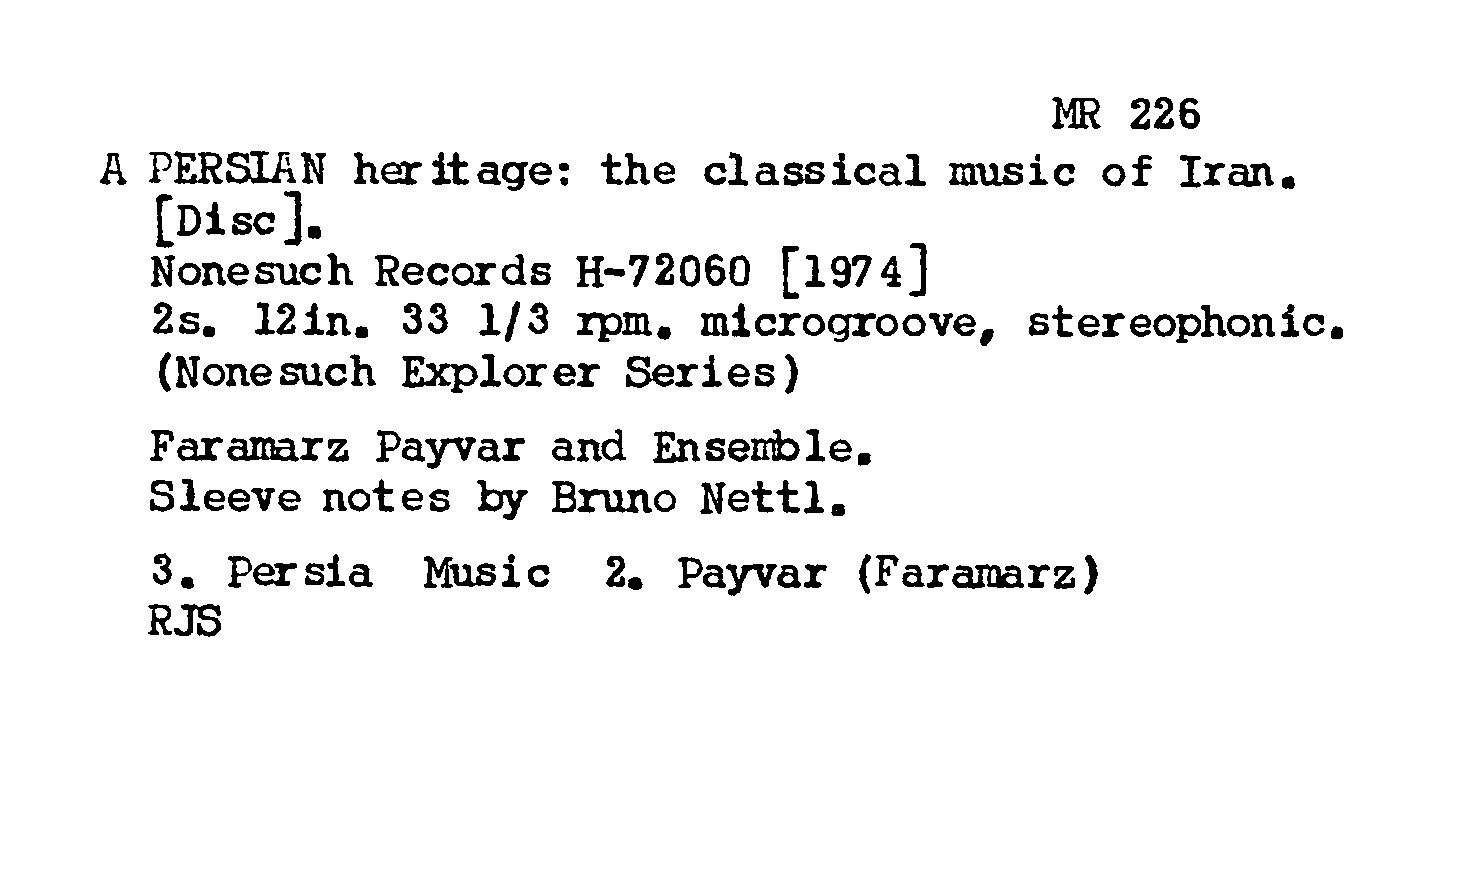 MR 226
A PERSIAN heritage: the classical music of Iran.
[Disc].
Nonesuch Records H-72060 [1974]
2s. 12in. 33 1/3 rpm. microgroove, stereophonic.
(Nonesuch Explorer Series)
Faramarz Payvar and Ensemble.
Sleeve notes by Bruno Nettl.
3. Persia Music 2. Payvar (Faramarz)
RJS